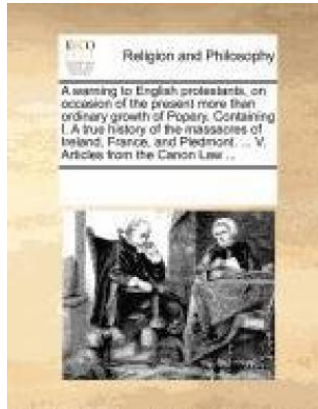 ECCO
Religion and Philosophy
A warning to English protestants, on
occasion of the present more than
ordinary growth of Popery. Containing
I. A true history of the massacres of
Ireland, France, and Piedmont. ... V.
Articles from the Canon Law ...